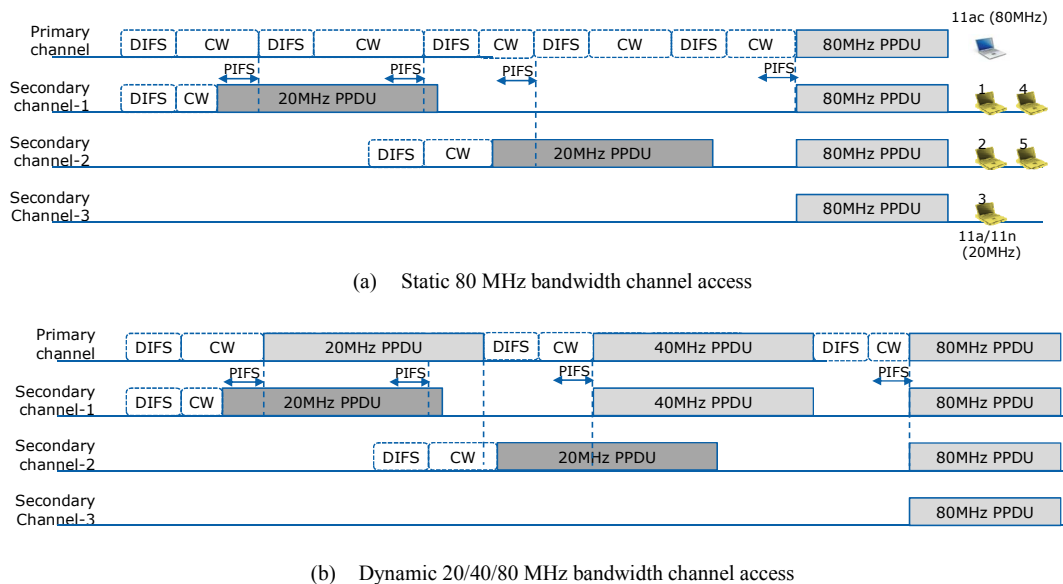 11ac (80MHz)
Primary
channel
DIFS CW DIFS CW DIFS CW DIFS CW DIFS CW 80MHz PPDU
PIFS PIFS PIFS PIFS
Secondary
channel-1
DIFS CW 20MHz PPDU 80MHz PPDU 1 4
Secondary
channel-2
DIFS CW 20MHz PPDU 80MHz PPDU 2 5
Secondary
Channel-3
80MHz PPDU 3
11a/11n
(20MHz)
(a) Static 80 MHz bandwidth channel access
Primary
channel
DIFS CW 20MHz PPDU DIFS CW 40MHz PPDU DIFS CW 80MHz PPDU
PIFS PIFS PIFS PIFS
Secondary
channel-1
DIFS CW 20MHz PPDU 40MHz PPDU 80MHz PPDU
Secondary
channel-2
DIFS CW 20MHz PPDU 80MHz PPDU
Secondary
Channel-3
80MHz PPDU
(b) Dynamic 20/40/80 MHz bandwidth channel access